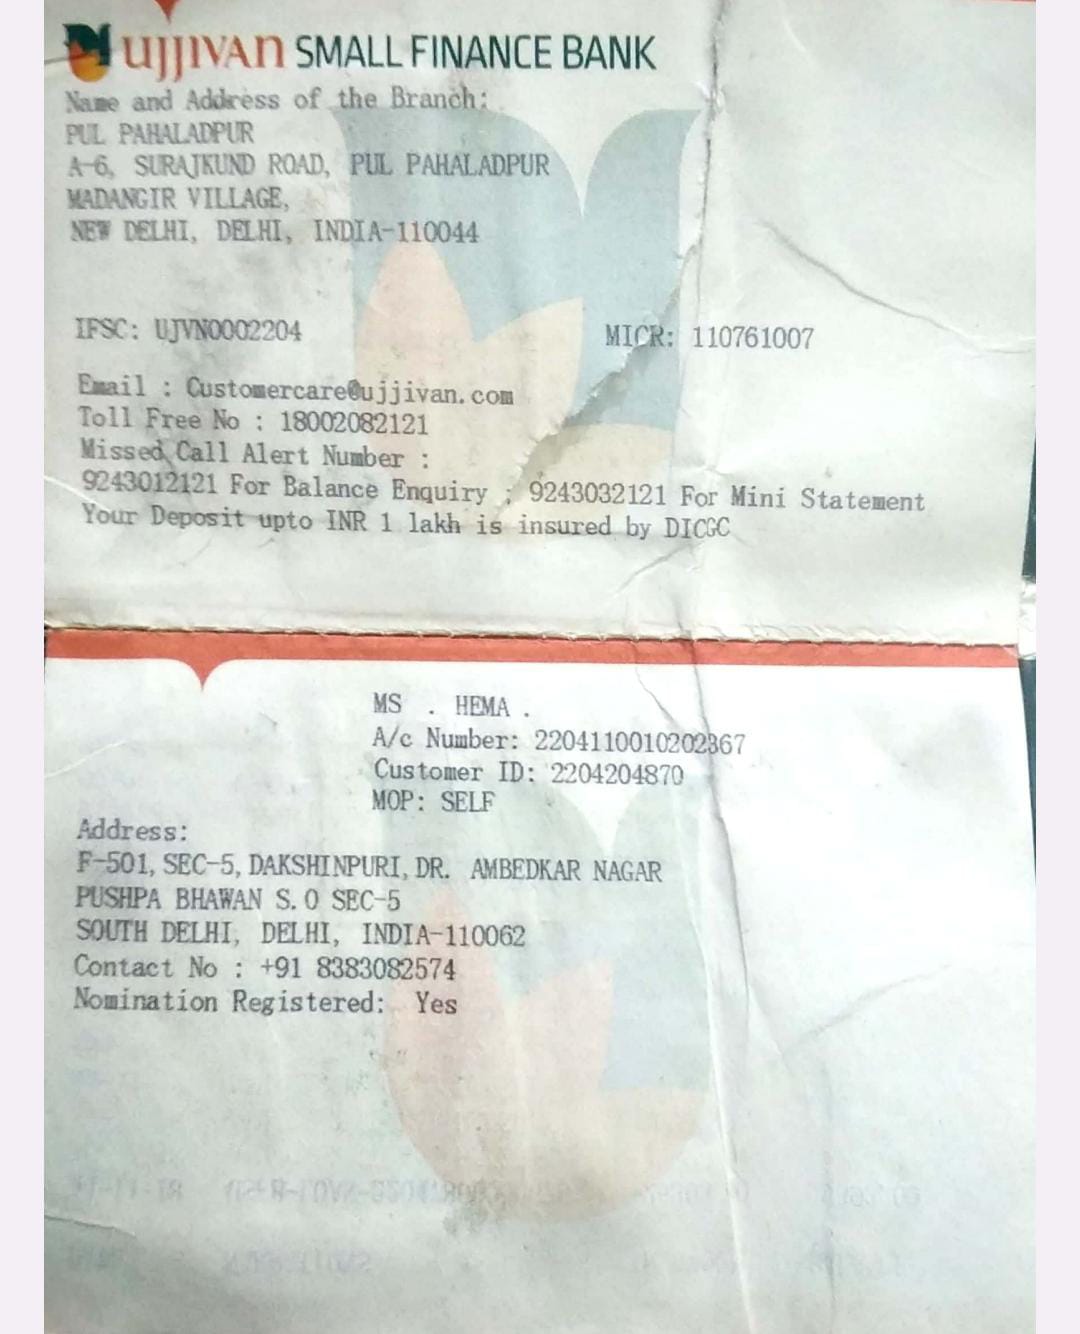 ujjivan SMALL FINANCE BANK
Name and Address of the Branch:
PUL PAHALADPUR
A-6, SURAJKUND ROAD, PUL PAHALADPUR
MADANGIR VILLAGE,
NEW DELHI, DELHI, INDIA-110044
IFSC: UJVN0002204 MICR: 110761007
Email : Customercare@ujjivan.com
Toll Free No : 18002082121
Missed Call Alert Number :
9243012121 For Balance Enquiry ; 9243032121 For Mini Statement
Your Deposit upto INR 1 lakh is insured by DICGC
MS . HEMA .
A/c Number: 2204110010202367
Customer ID: 2204204870
MOP: SELF
Address:
F-501, SEC-5, DAKSHINPURI, DR. AMBEDKAR NAGAR
PUSHPA BHAWAN S.O SEC-5
SOUTH DELHI, DELHI, INDIA-110062
Contact No : +91 8383082574
Nomination Registered: Yes